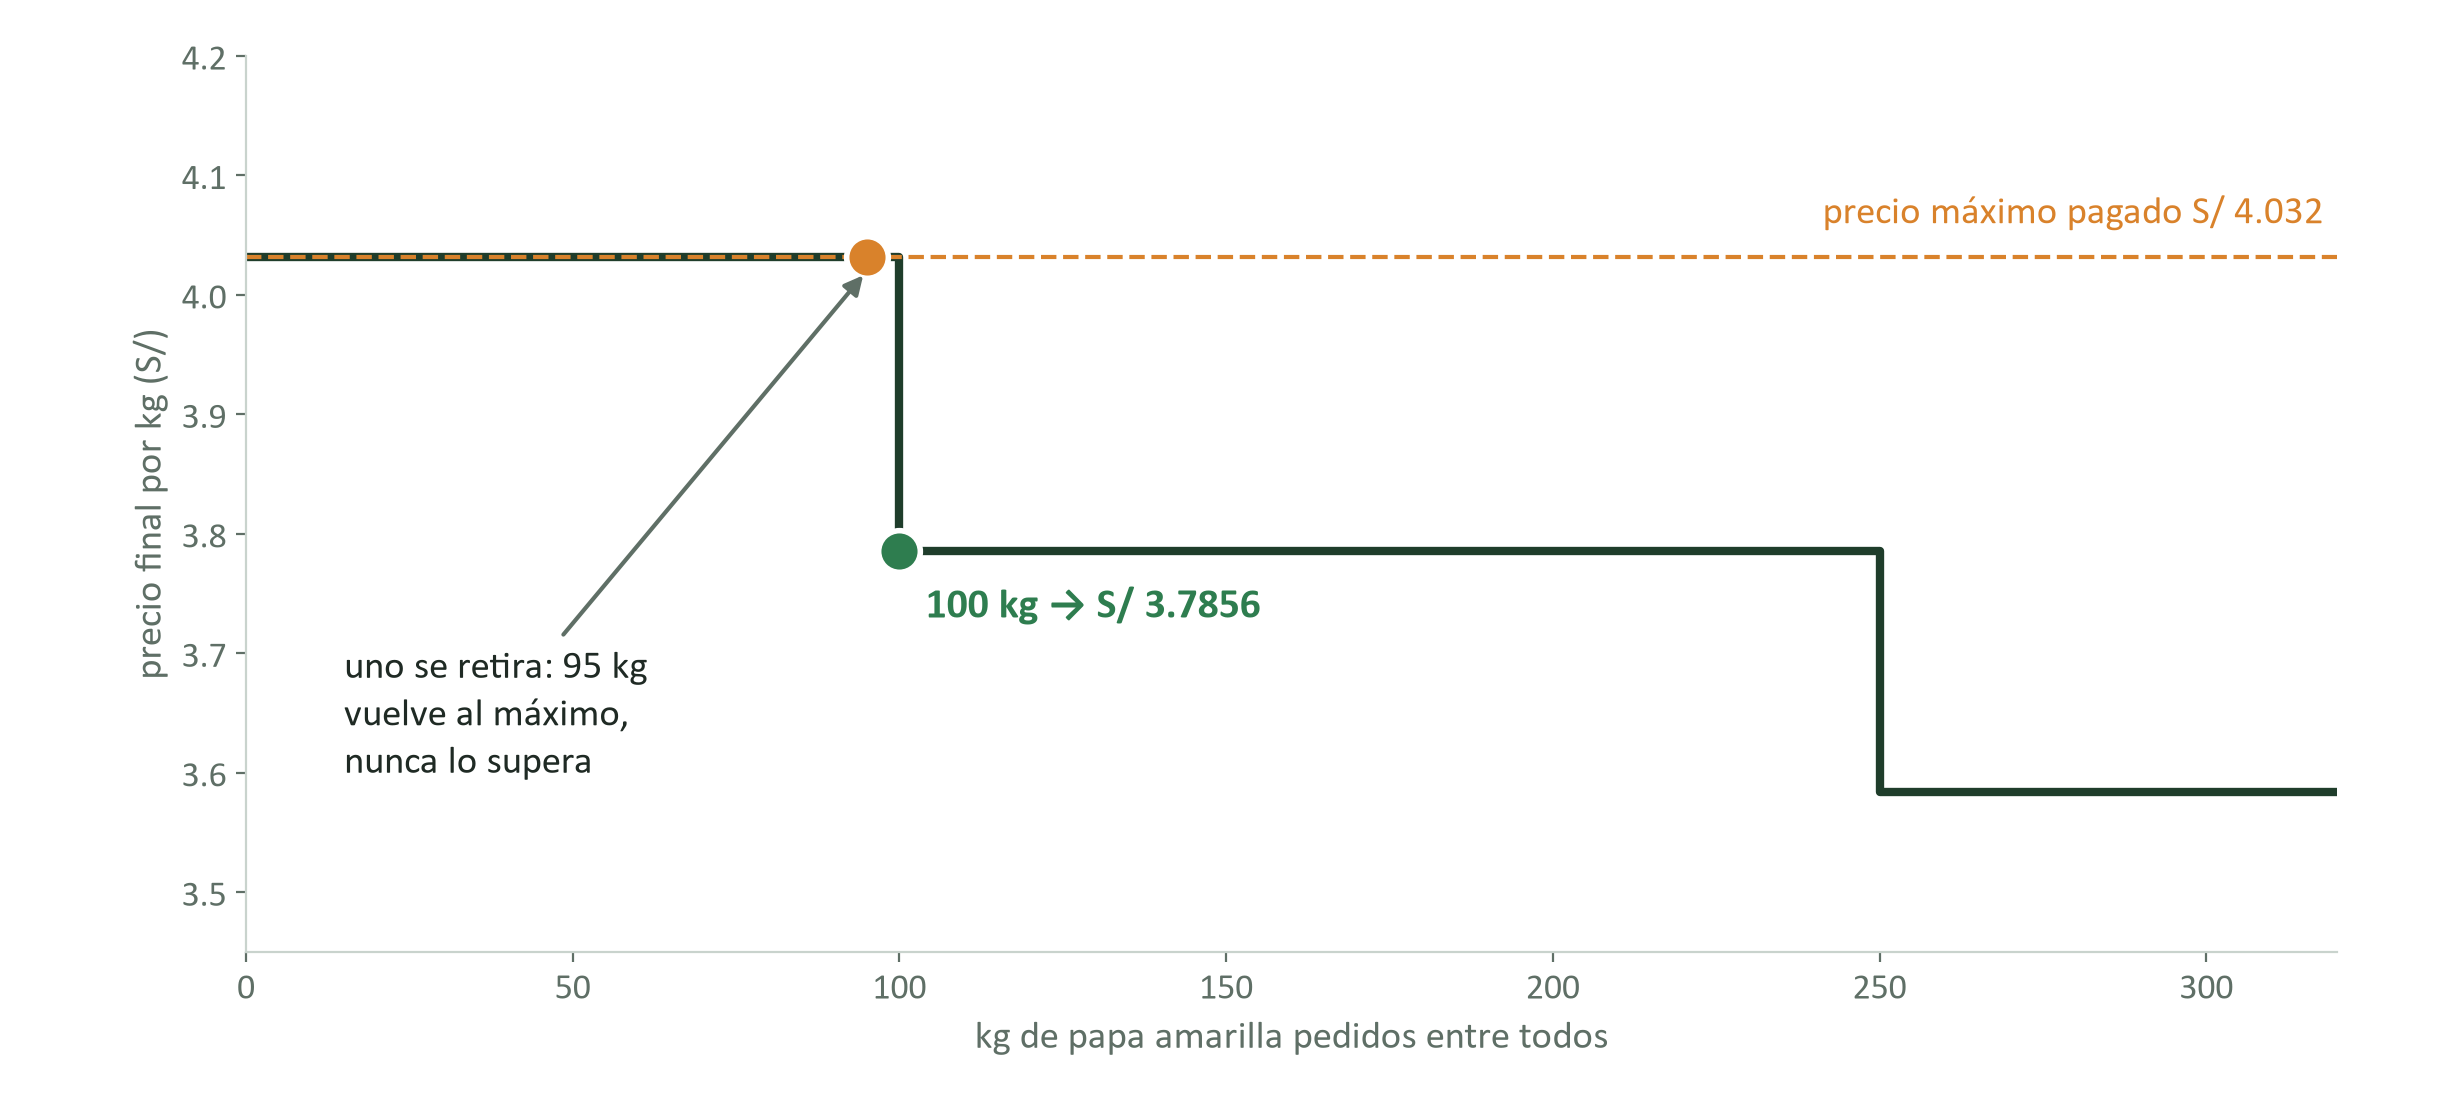 4.2
4.1
4.0
3.9
3.8
3.7
3.6
3.5
precio final por kg (S/)
precio máximo pagado S/ 4.032
100 kg → S/ 3.7856
uno se retira: 95 kg
vuelve al máximo,
nunca lo supera
0 50 100 150 200 250 300
kg de papa amarilla pedidos entre todos